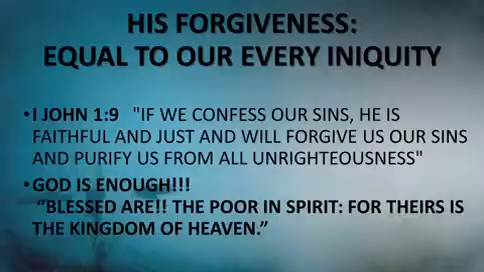 HIS FORGIVENESS:
EQUAL TO OUR EVERY INIQUITY
•I JOHN 1:9 "IF WE CONFESS OUR SINS, HE IS
FAITHFUL AND JUST AND WILL FORGIVE US OUR SINS
AND PURIFY US FROM ALL UNRIGHTEOUSNESS"
•GOD IS ENOUGH!!!
“BLESSED ARE!! THE POOR IN SPIRIT: FOR THEIRS IS
THE KINGDOM OF HEAVEN.”